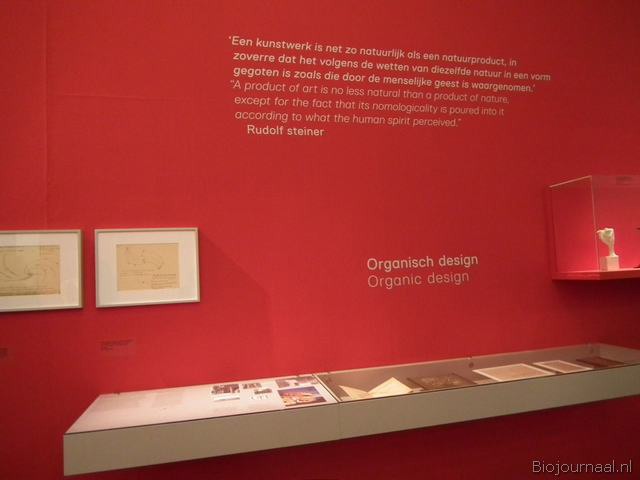 'Een kunstwerk is net zo natuurlijk als een natuurproduct, in
zoverre dat het volgens de wetten van diezelfde natuur in een vorm
gegoten is zoals die door de menselijke geest is waargenomen.'
"A product of art is no less natural than a product of nature,
except for the fact that its nomologicality is poured into it
according to what the human spirit perceived."
Rudolf steiner
Organisch design
Organic design
Biojournaal.nl